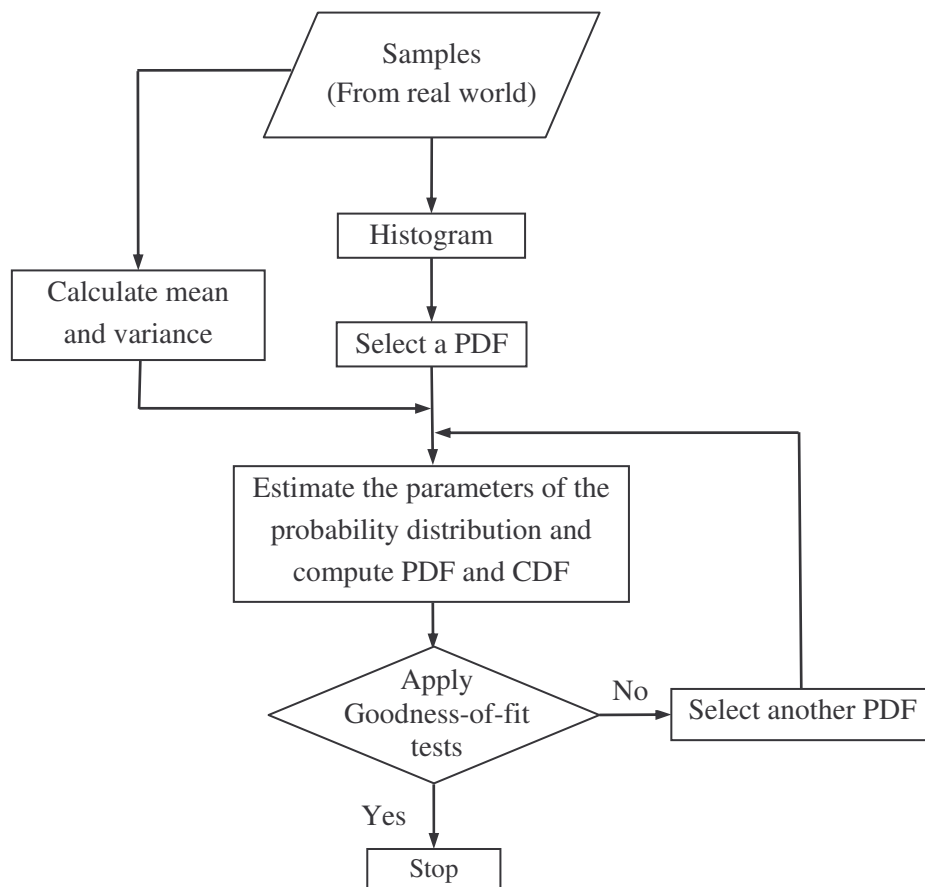 Samples
(From real world)
Histogram
Calculate mean
and variance
Select a PDF
Estimate the parameters of the
probability distribution and
compute PDF and CDF
Apply
Goodness-of-fit
tests
No
Select another PDF
Yes
Stop